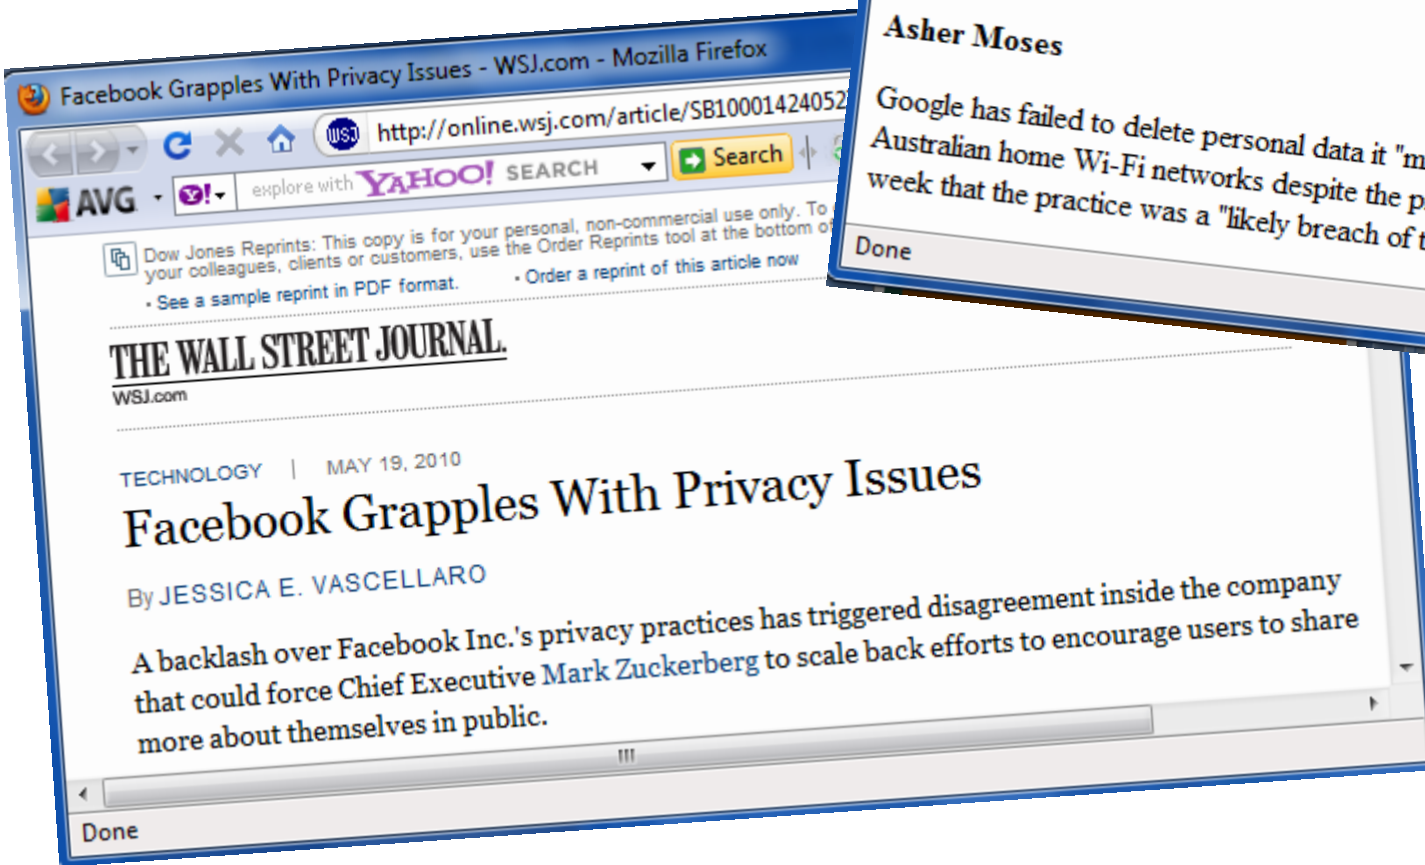 Facebook Grapples With Privacy Issues - WSJ.com - Mozilla Firefox
WSJ http://online.wsj.com/article/SB1000142405
AVG Y! explore with YAHOO! SEARCH Search
Dow Jones Reprints: This copy is for your personal, non-commercial use only. To
your colleagues, clients or customers, use the Order Reprints tool at the bottom of
• See a sample reprint in PDF format. • Order a reprint of this article now
THE WALL STREET JOURNAL.
WSJ.com
TECHNOLOGY | MAY 19, 2010
Facebook Grapples With Privacy Issues
By JESSICA E. VASCELLARO
A backlash over Facebook Inc.'s privacy practices has triggered disagreement inside the company
that could force Chief Executive Mark Zuckerberg to scale back efforts to encourage users to share
more about themselves in public.
Done
Asher Moses
Google has failed to delete personal data it "m
Australian home Wi-Fi networks despite the p
week that the practice was a "likely breach of t
Done